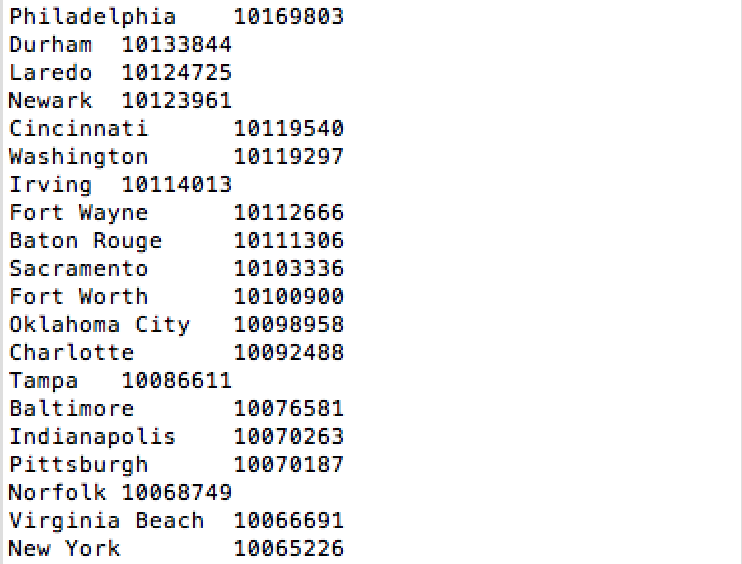 Philadelphia	10169803
Durham	10133844
Laredo	10124725
Newark	10123961
Cincinnati	10119540
Washington	10119297
Irving	10114013
Fort Wayne	10112666
Baton Rouge	10111306
Sacramento	10103336
Fort Worth	10100900
Oklahoma City	10098958
Charlotte	10092488
Tampa	10086611
Baltimore	10076581
Indianapolis	10070263
Pittsburgh	10070187
Norfolk	10068749
Virginia Beach	10066691
New York	10065226